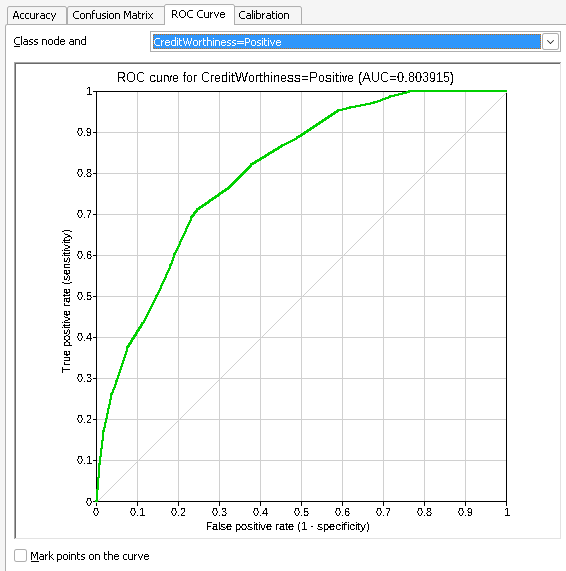 Accuracy Confusion Matrix ROC Curve Calibration
Class node and CreditWorthiness=Positive
ROC curve for CreditWorthiness=Positive (AUC=0.803915)
True positive rate (sensitivity)
1
0.9
0.8
0.7
0.6
0.5
0.4
0.3
0.2
0.1
0
0 0.1 0.2 0.3 0.4 0.5 0.6 0.7 0.8 0.9 1
False positive rate (1 - specificity)
Mark points on the curve